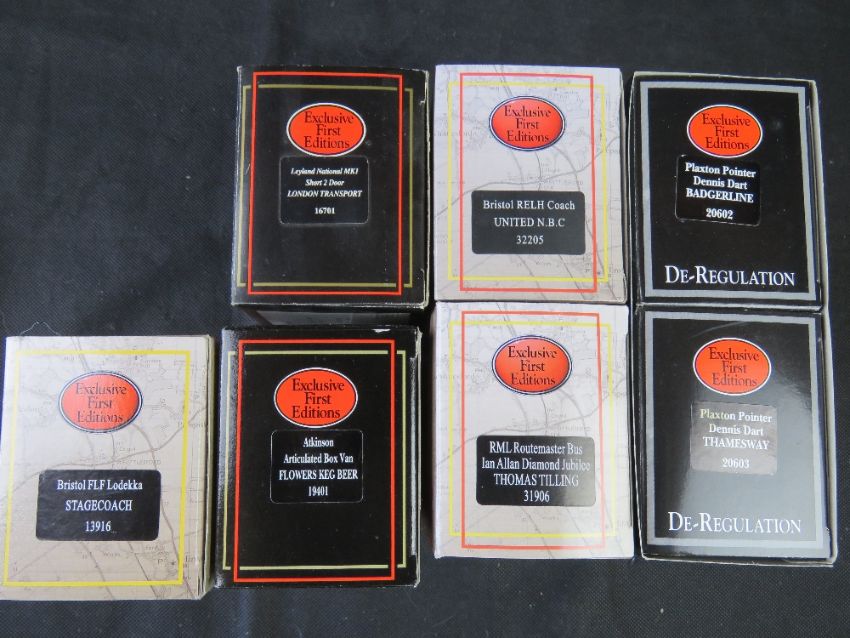 Exclusive
First
Editions
Leyland National MK1
Short 2 Door
LONDON TRANSPORT
16701
Exclusive
First
Editions
Bristol RELH Coach
UNITED N.B.C
32205
Exclusive
First
Editions
Plaxton Pointer
Dennis Dart
BADGERLINE
20602
DE-REGULATION
Exclusive
First
Editions
Bristol FLF Lodekka
STAGECOACH
13916
Exclusive
First
Editions
Atkinson
Articulated Box Van
FLOWERS KEG BEER
19401
Exclusive
First
Editions
RML Routemaster Bus
Ian Allan Diamond Jubilee
THOMAS TILLING
31906
Exclusive
First
Editions
Plaxton Pointer
Dennis Dart
THAMESWAY
20603
DE-REGULATION